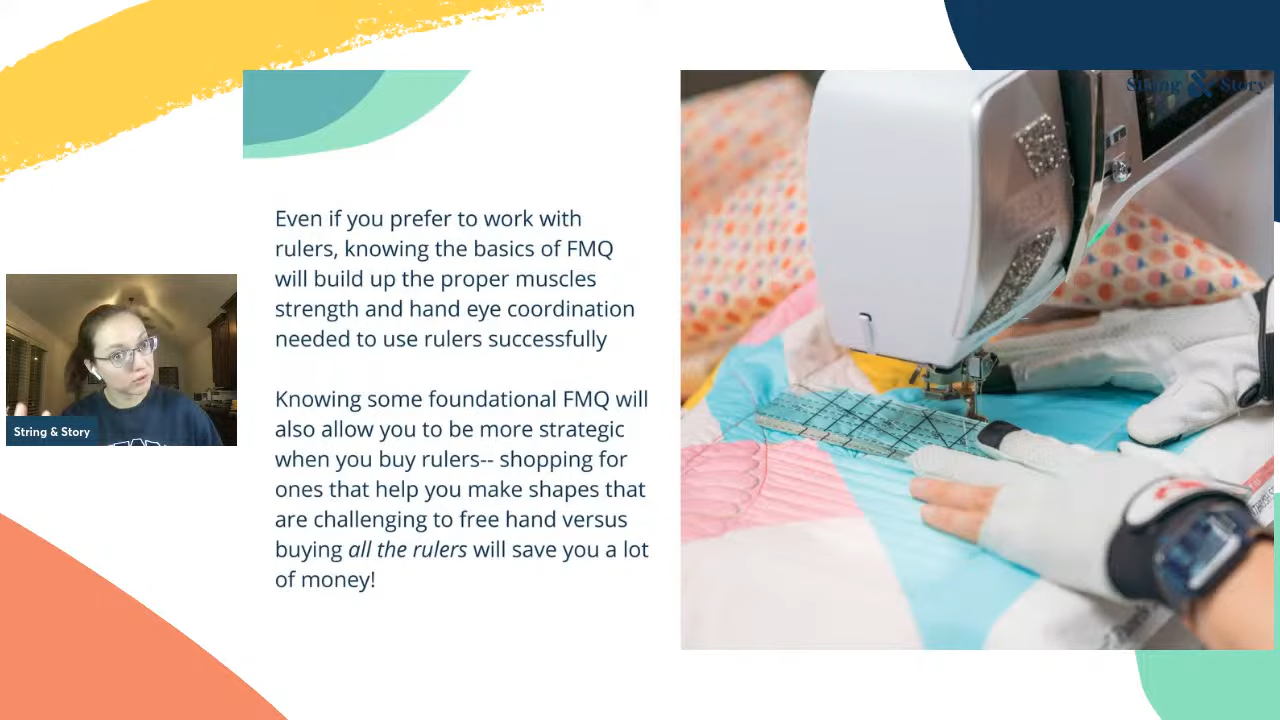 String & Story
Even if you prefer to work with
rulers, knowing the basics of FMQ
will build up the proper muscles
strength and hand eye coordination
needed to use rulers successfully
Knowing some foundational FMQ will
also allow you to be more strategic
when you buy rulers-- shopping for
ones that help you make shapes that
are challenging to free hand versus
buying all the rulers will save you a lot
of money!
String & Story